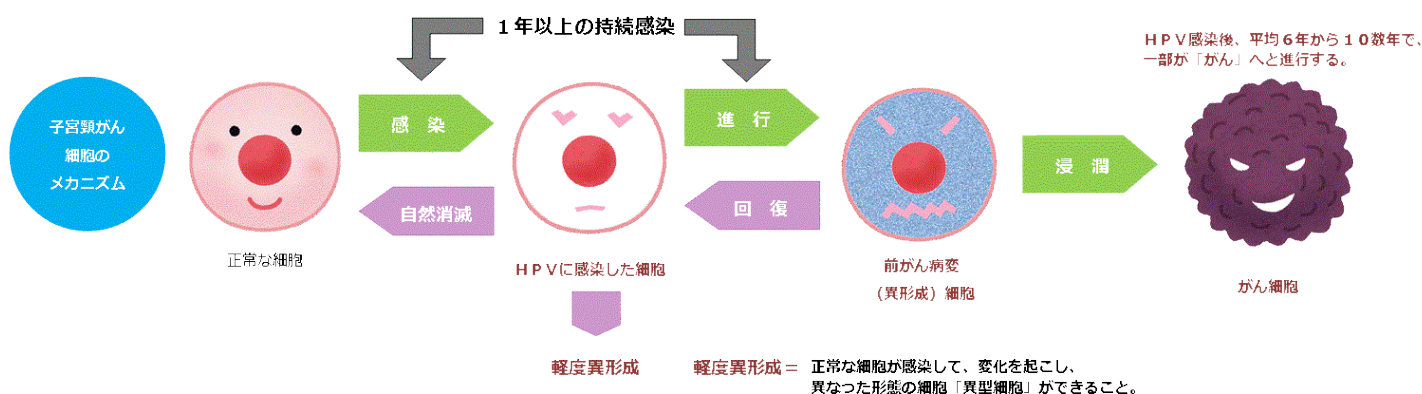 1年以上の持続感染
HPV感染後、平均6年から10数年で、
一部が「がん」へと進行する。
子宮頸がん
細胞の
メカニズム
感 染
進 行
浸 潤
自然消滅
回 復
正常な細胞
HPVに感染した細胞
前がん病変
(異形成)細胞
がん細胞
軽度異形成
軽度異形成= 正常な細胞が感染して、変化を起こし、
異なった形態の細胞「異型細胞」ができること。